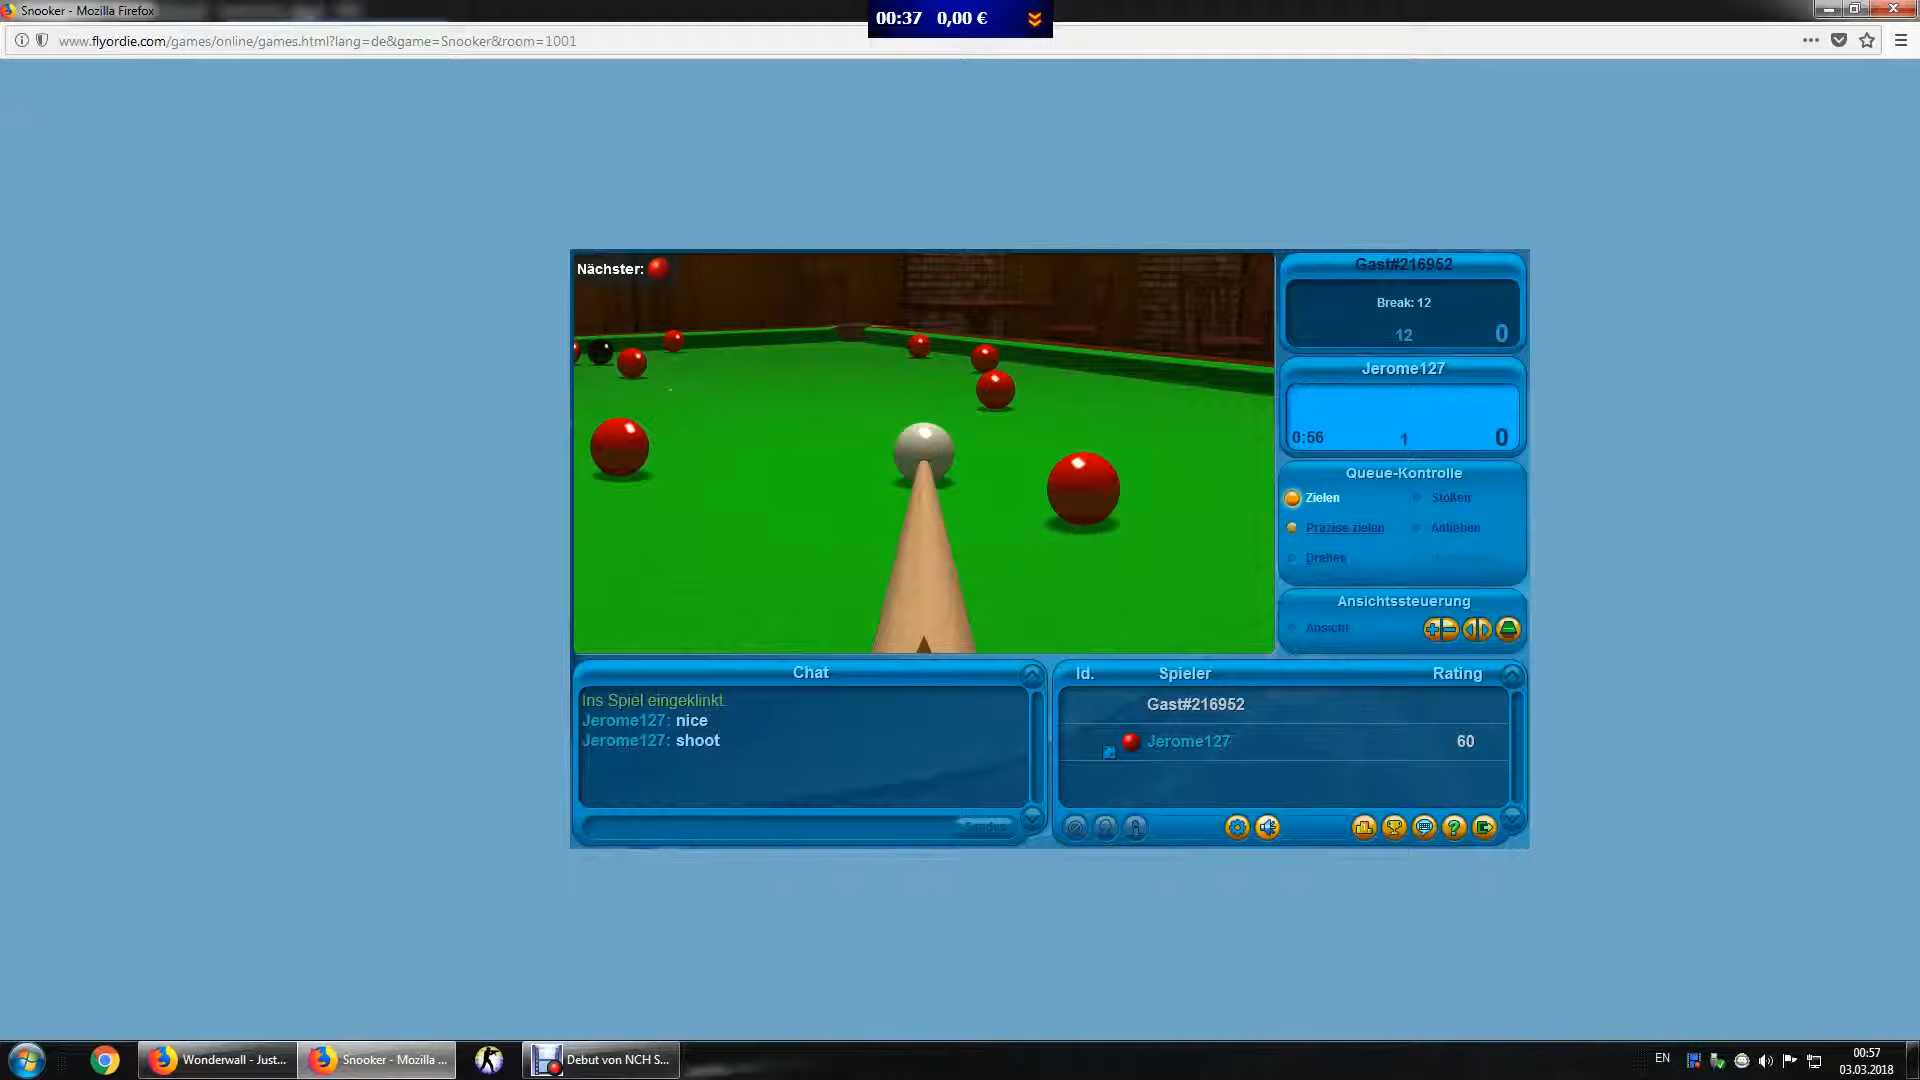 Snooker - Mozilla Firefox
00:37 0,00 €
www.flyordie.com/games/online/games.html?lang=de&game=Snooker&room=1001
Nächster:
Gast#216952
Break: 12
12 0
Jerome127
0:56 1 0
Queue-Kontrolle
Zielen Stoßen
Präzise zielen Anheben
Drehen
Ansichtssteuerung
Ansicht
Chat
Ins Spiel eingeklinkt.
Jerome127: nice
Jerome127: shoot
Senden
Id. Spieler Rating
Gast#216952
Jerome127 60
Wonderwall - Just...
Snooker - Mozilla ...
Debut von NCH S...
EN
00:57
03.03.2018